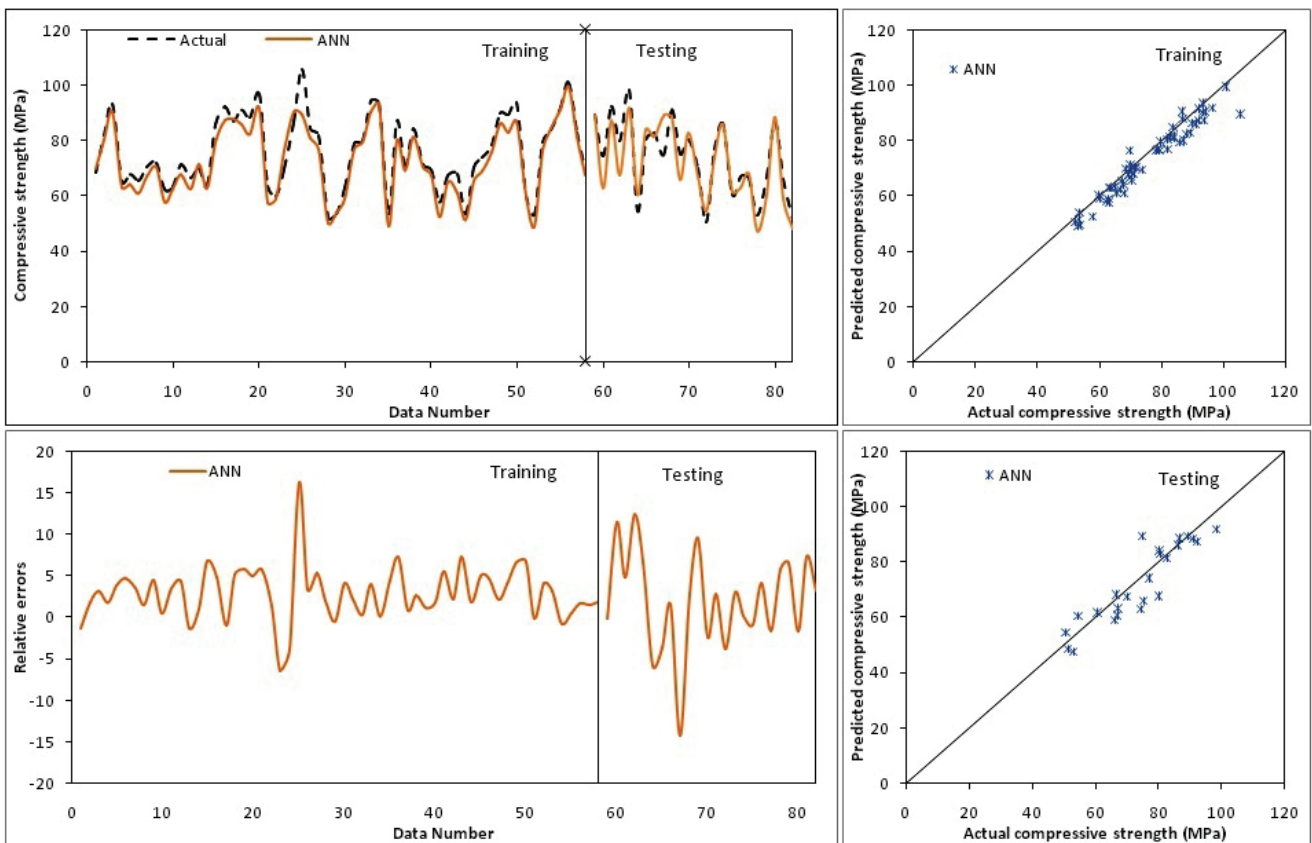 Actual ANN Training Testing
120
100
80
60
40
20
0
0 10 20 30 40 50 60 70 80
Compressive strength (MPa)
Data Number
ANN Training
120
100
80
60
40
20
0
0 20 40 60 80 100 120
Predicted compressive strength (MPa)
Actual compressive strength (MPa)
ANN Training Testing
20
15
10
5
0
-5
-10
-15
-20
0 10 20 30 40 50 60 70 80
Relative errors
Data Number
ANN Testing
120
100
80
60
40
20
0
0 20 40 60 80 100 120
Predicted compressive strength (MPa)
Actual compressive strength (MPa)